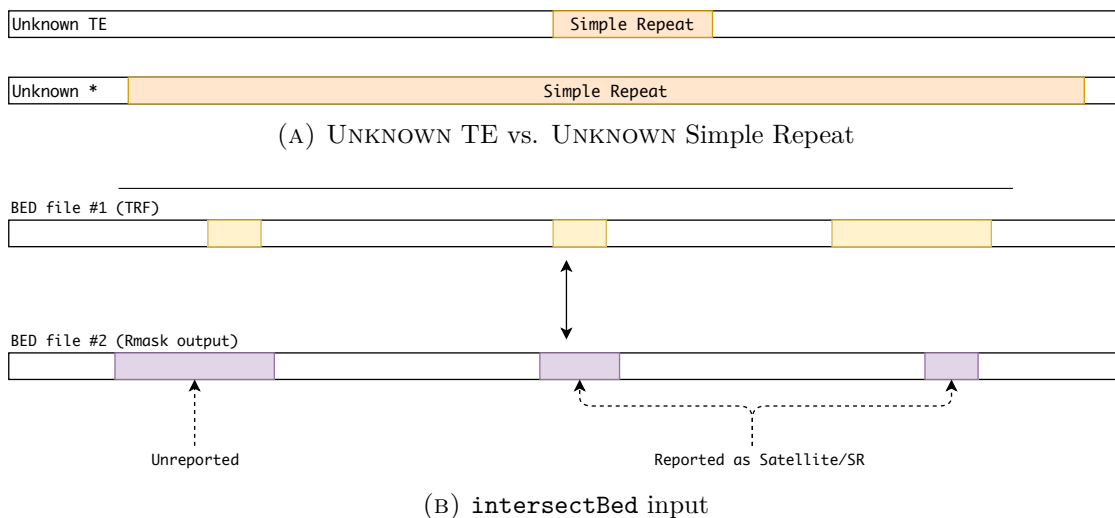 Unknown TE Simple Repeat
Unknown * Simple Repeat
(A) UNKNOWN TE vs. UNKNOWN Simple Repeat
BED file #1 (TRF)
BED file #2 (Rmask output)
Unreported Reported as Satellite/SR
(B) intersectBed input